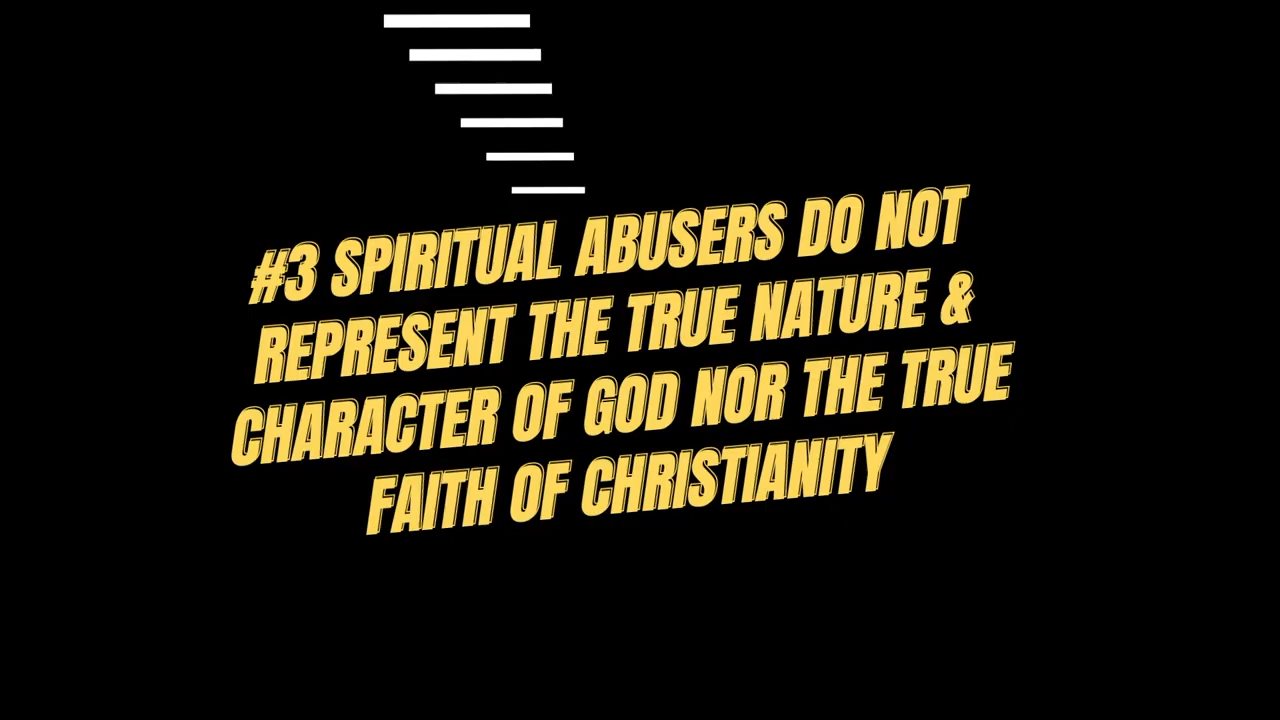 #3 SPIRITUAL ABUSERS DO NOT
REPRESENT THE TRUE NATURE &
CHARACTER OF GOD NOR THE TRUE
FAITH OF CHRISTIANITY